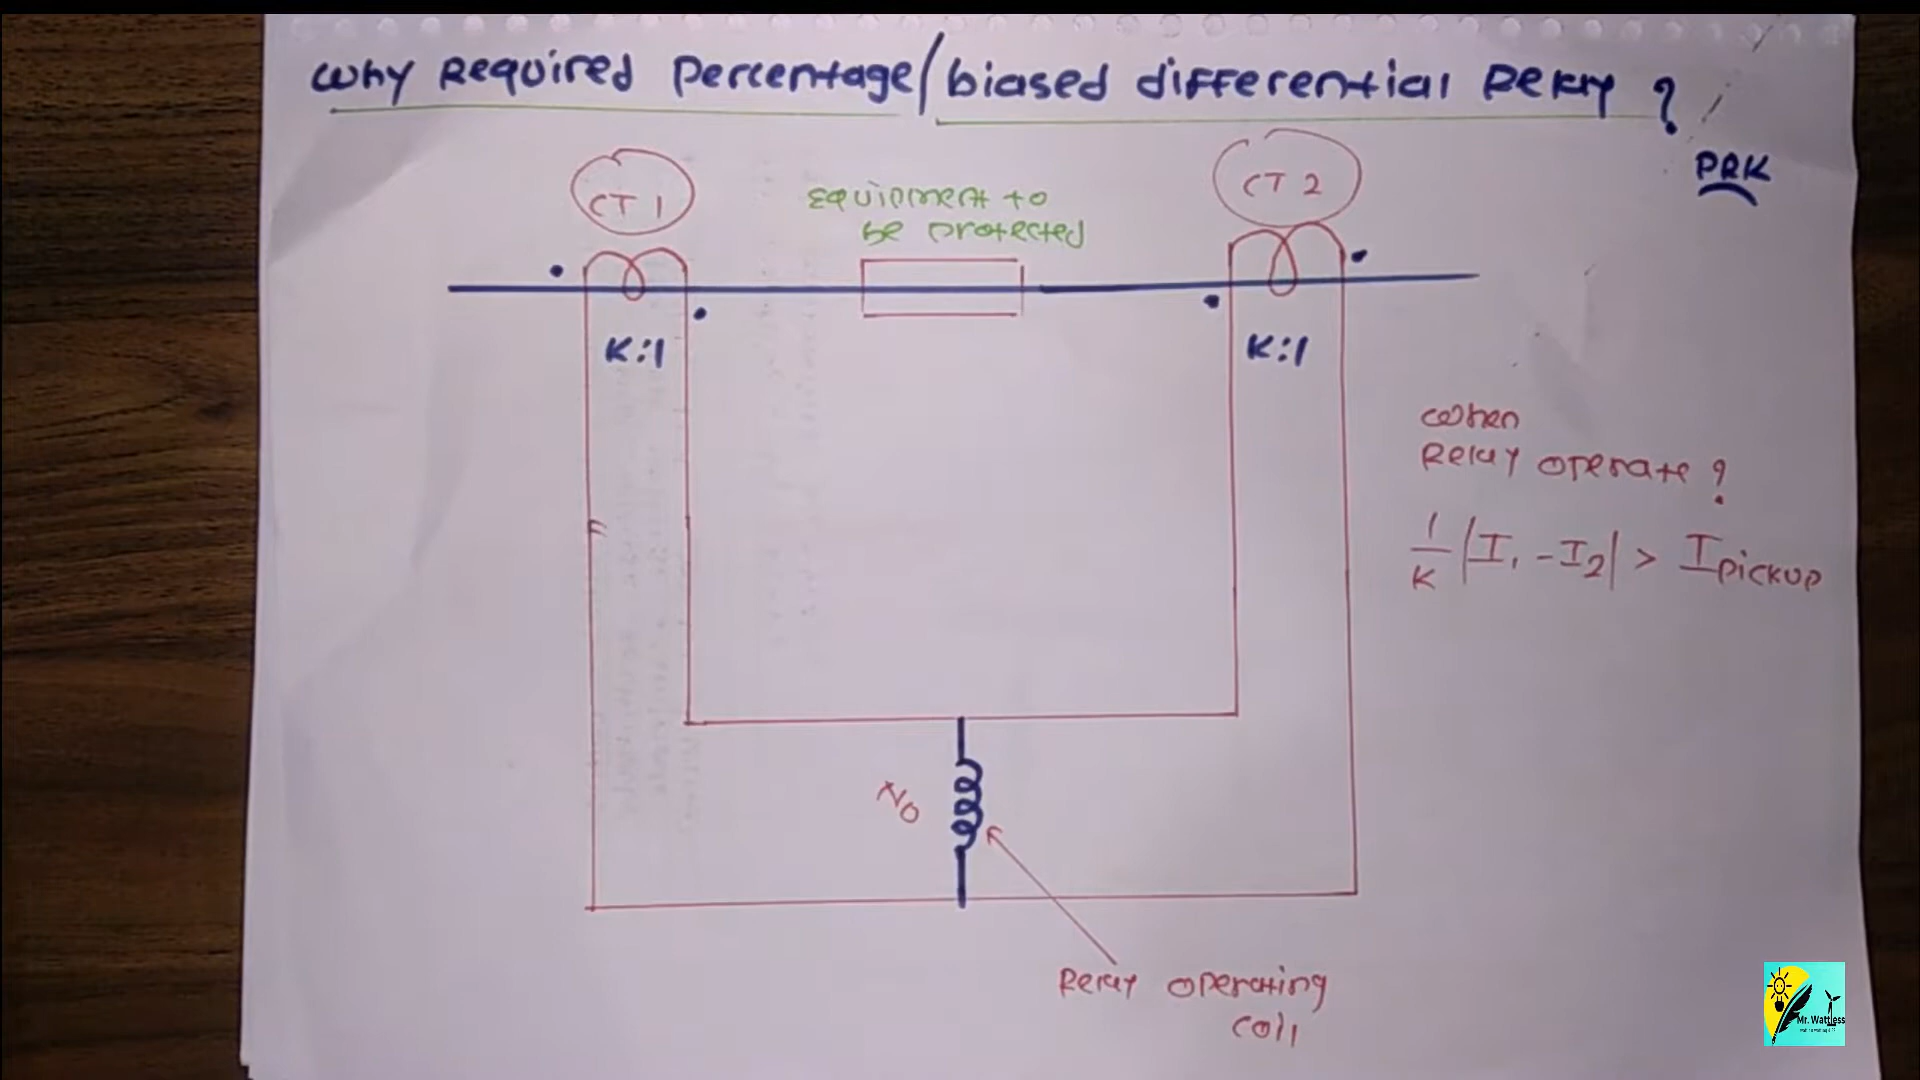 Why Required Percentage/biased differential Relay ?
PRK
CT 1
Equipment to
be protected
CT 2
K:1
K:1
When
Relay operate ?
1/K |I1 - I2| > Ipickup
No
Relay operating
coil
Mr. Wattless